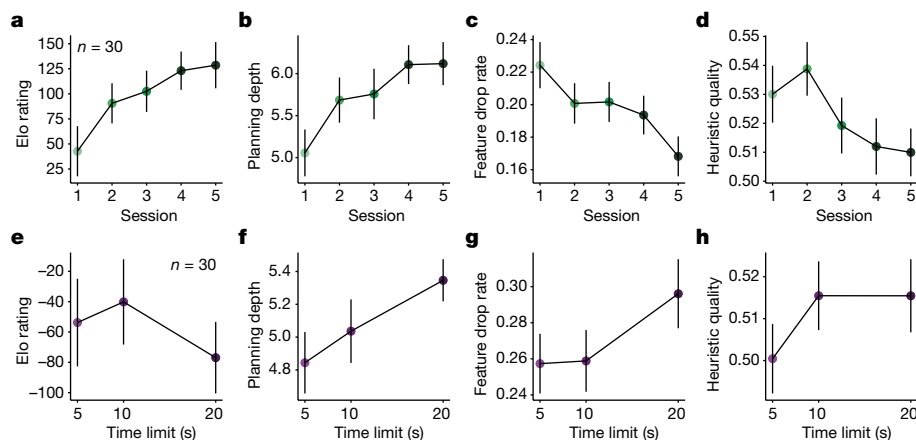 a
b
c
d
n = 30
Elo rating
150
125
100
75
50
25
1 2 3 4 5
Session
Planning depth
6.0
5.5
5.0
1 2 3 4 5
Session
Feature drop rate
0.24
0.22
0.20
0.18
0.16
1 2 3 4 5
Session
Heuristic quality
0.55
0.54
0.53
0.52
0.51
0.50
1 2 3 4 5
Session
e
f
g
h
n = 30
Elo rating
–20
–40
–60
–80
–100
5 10 20
Time limit (s)
Planning depth
5.4
5.2
5.0
4.8
5 10 20
Time limit (s)
Feature drop rate
0.30
0.28
0.26
0.24
5 10 20
Time limit (s)
Heuristic quality
0.52
0.51
0.50
5 10 20
Time limit (s)